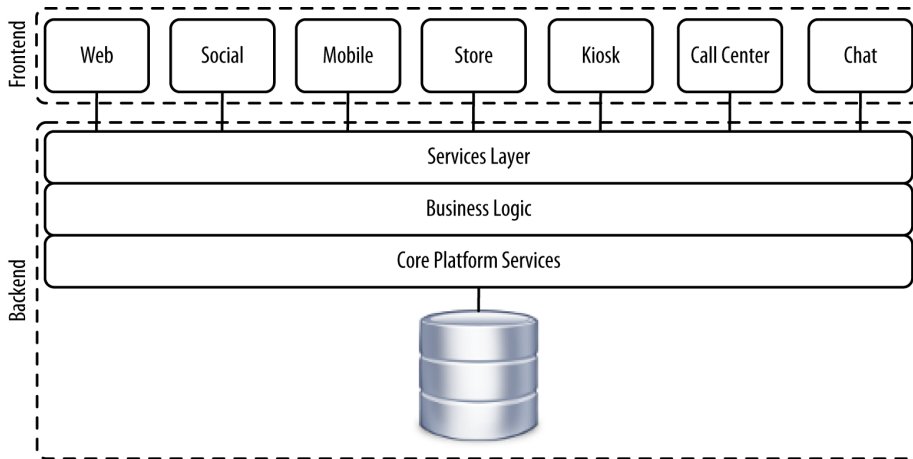 Frontend
Web
Social
Mobile
Store
Kiosk
Call Center
Chat
Backend
Services Layer
Business Logic
Core Platform Services